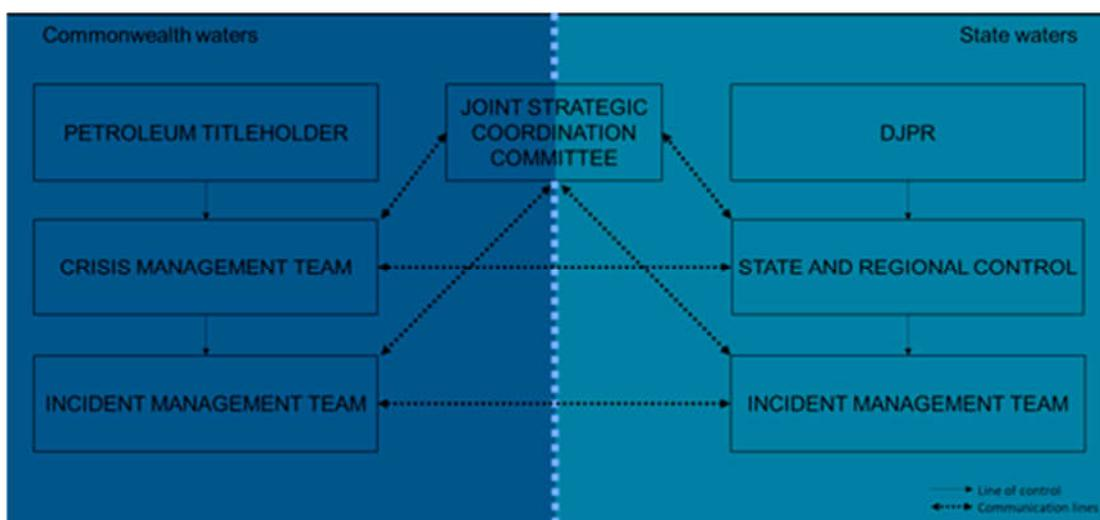 Commonwealth waters
State waters
PETROLEUM TITLEHOLDER
JOINT STRATEGIC
COORDINATION
COMMITTEE
DJPR
CRISIS MANAGEMENT TEAM
STATE AND REGIONAL CONTROL
INCIDENT MANAGEMENT TEAM
INCIDENT MANAGEMENT TEAM
Line of control
Communication lines